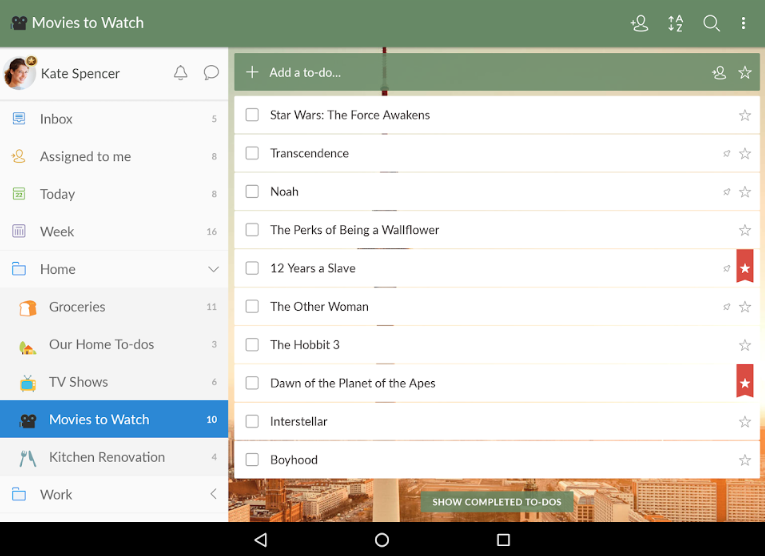 Movies to Watch
Kate Spencer
Inbox 5
Assigned to me 8
22 Today 8
Week 16
Home
Groceries 11
Our Home To-dos 3
TV Shows 6
Movies to Watch 10
Kitchen Renovation 4
Work
A
Z
Add a to-do...
Star Wars: The Force Awakens
Transcendence
Noah
The Perks of Being a Wallflower
12 Years a Slave
The Other Woman
The Hobbit 3
Dawn of the Planet of the Apes
Interstellar
Boyhood
SHOW COMPLETED TO-DOS